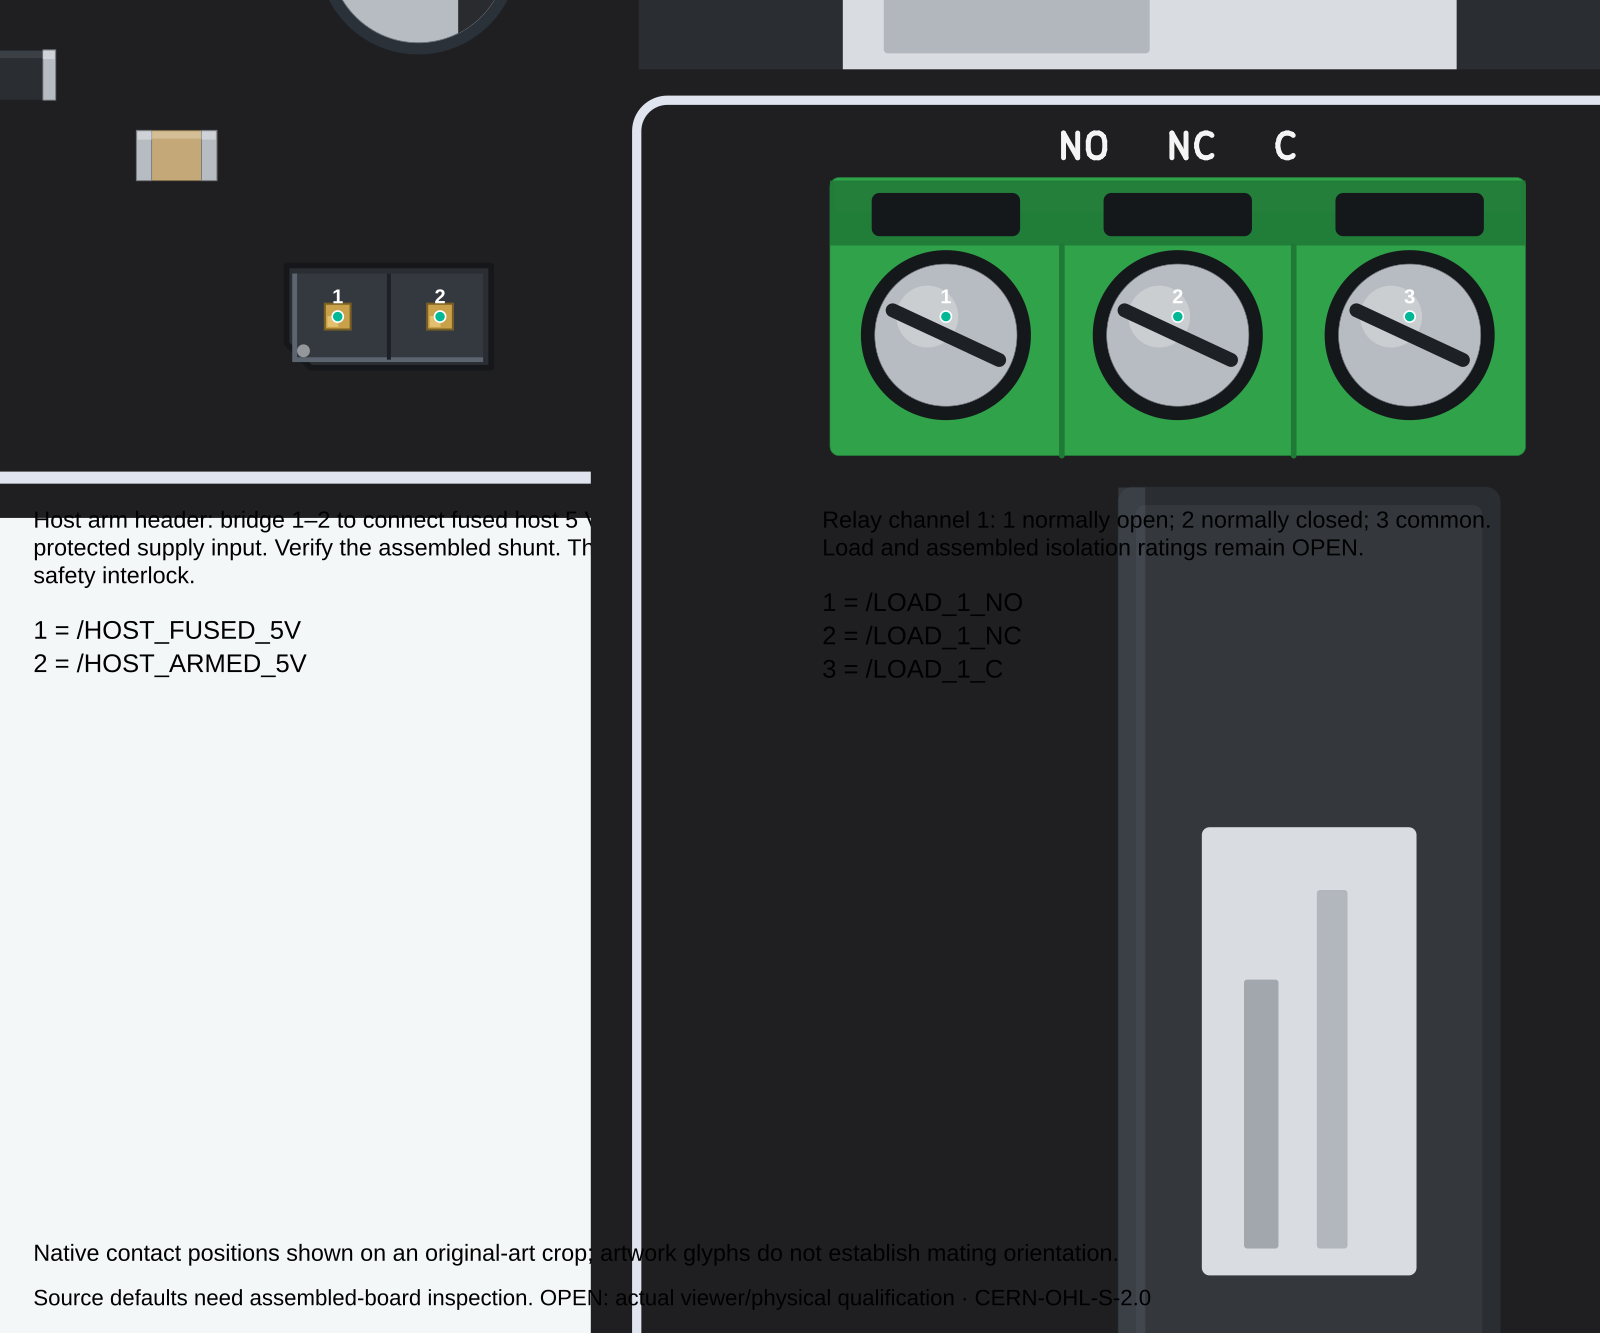 NO NC C
1 2
1 2 3
Host arm header: bridge 1–2 to connect fused host 5
protected supply input. Verify the assembled shunt.
safety interlock.
1 = /HOST_FUSED_5V
2 = /HOST_ARMED_5V
Relay channel 1: 1 normally open; 2 normally closed; 3 common.
Load and assembled isolation ratings remain OPEN.
1 = /LOAD_1_NO
2 = /LOAD_1_NC
3 = /LOAD_1_C
Native contact positions shown on an original-art crop; artwork glyphs do not establish mating orientation.
Source defaults need assembled-board inspection. OPEN: actual viewer/physical qualification · CERN-OHL-S-2.0